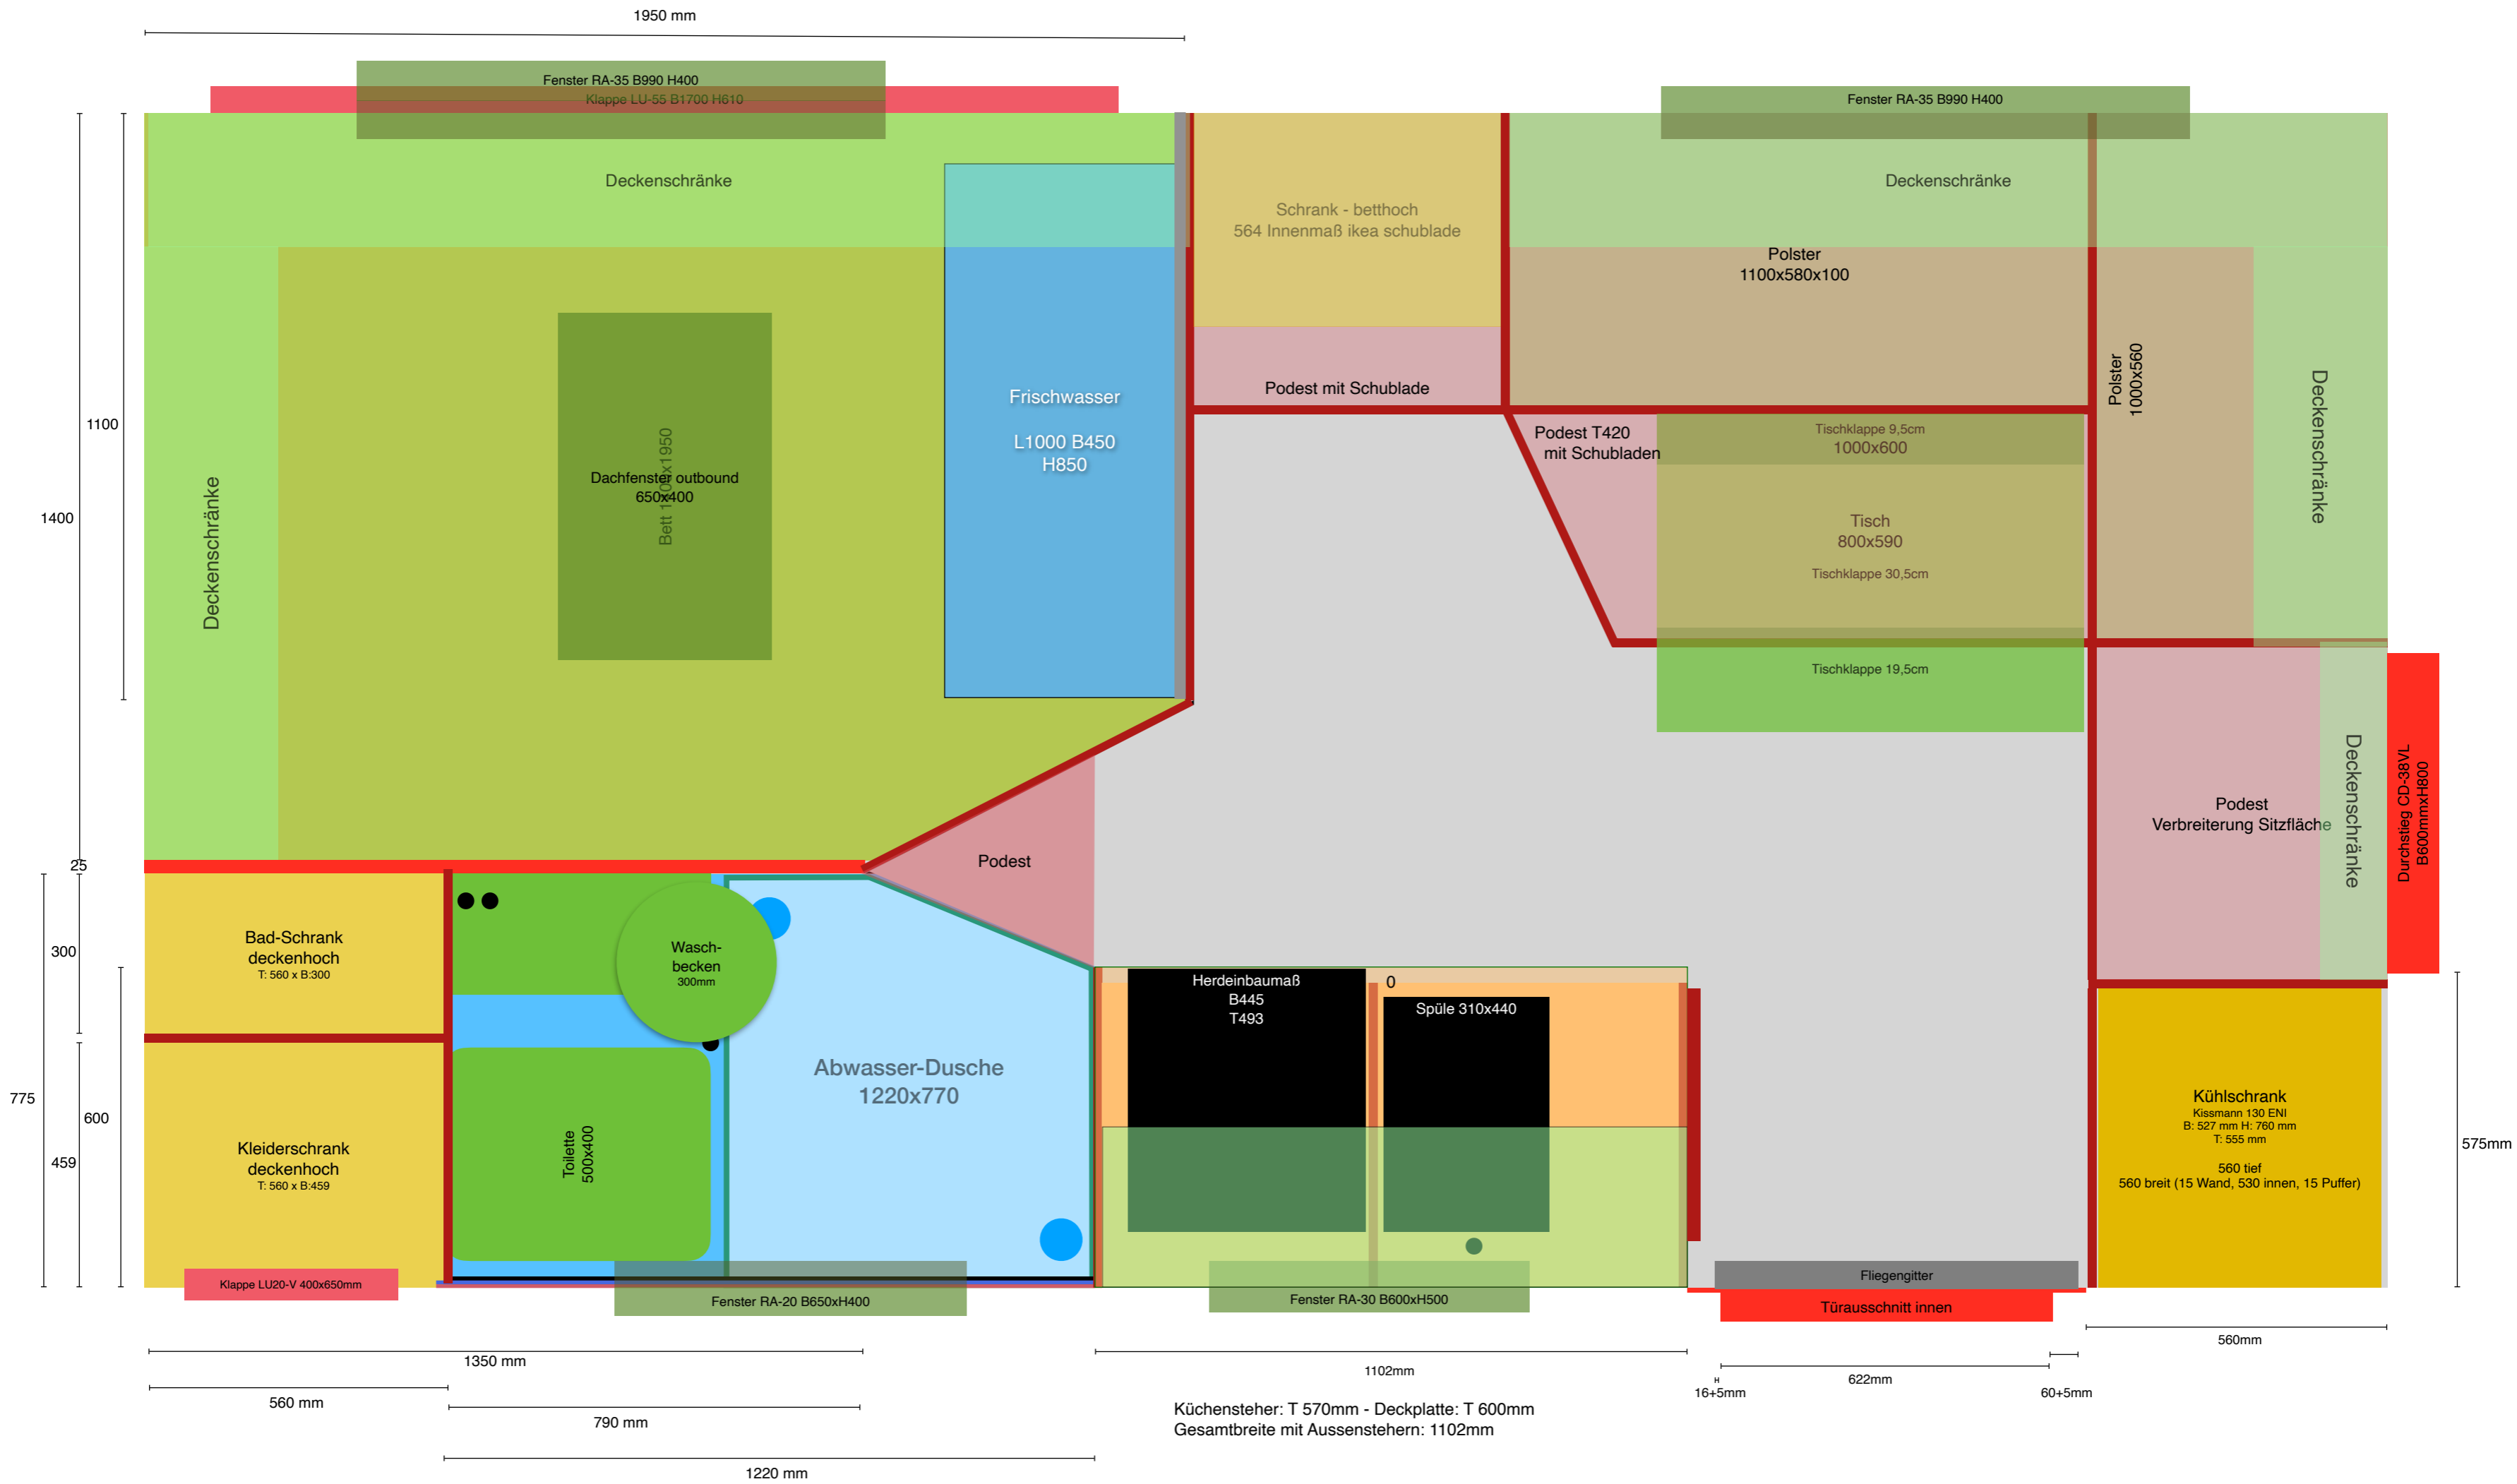 1950 mm
Fenster RA-35 B990 H400
Klappe LU-55 B1700 H610
Fenster RA-35 B990 H400
Deckenschränke
Deckenschränke
Schrank - betthoch
564 Innenmaß ikea schublade
Polster
1100x580x100
Polster
1000x560
Deckenschränke
Podest mit Schublade
Frischwasser
L1000 B450
H850
1100
1400
Deckenschränke
Dachfenster outbound
650x400
Podest T420
mit Schubladen
Tischklappe 9,5cm
1000x600
Tisch
800x590
Tischklappe 30,5cm
Tischklappe 19,5cm
Podest
Verbreiterung Sitzfläche
Deckenschränke
Durchstieg CD-38VL
B600mmxH800
25
Podest
300
Bad-Schrank
deckenhoch
T: 560 x B:300
Wasch-
becken
300mm
Abwasser-Dusche
1220x770
Herdeinbaumaß
B445
T493
0
Spüle 310x440
775
600
459
Kleiderschrank
deckenhoch
T: 560 x B:459
Toilette
500x400
Kühlschrank
Kissmann 130 ENI
B: 527 mm H: 760 mm
T: 555 mm
560 tief
560 breit (15 Wand, 530 innen, 15 Puffer)
575mm
Klappe LU20-V 400x650mm
Fenster RA-20 B650xH400
Fenster RA-30 B600xH500
Fliegengitter
Türausschnitt innen
560mm
1350 mm
1102mm
622mm
16+5mm
60+5mm
560 mm
790 mm
Küchensteher: T 570mm - Deckplatte: T 600mm
Gesamtbreite mit Aussenstehern: 1102mm
1220 mm